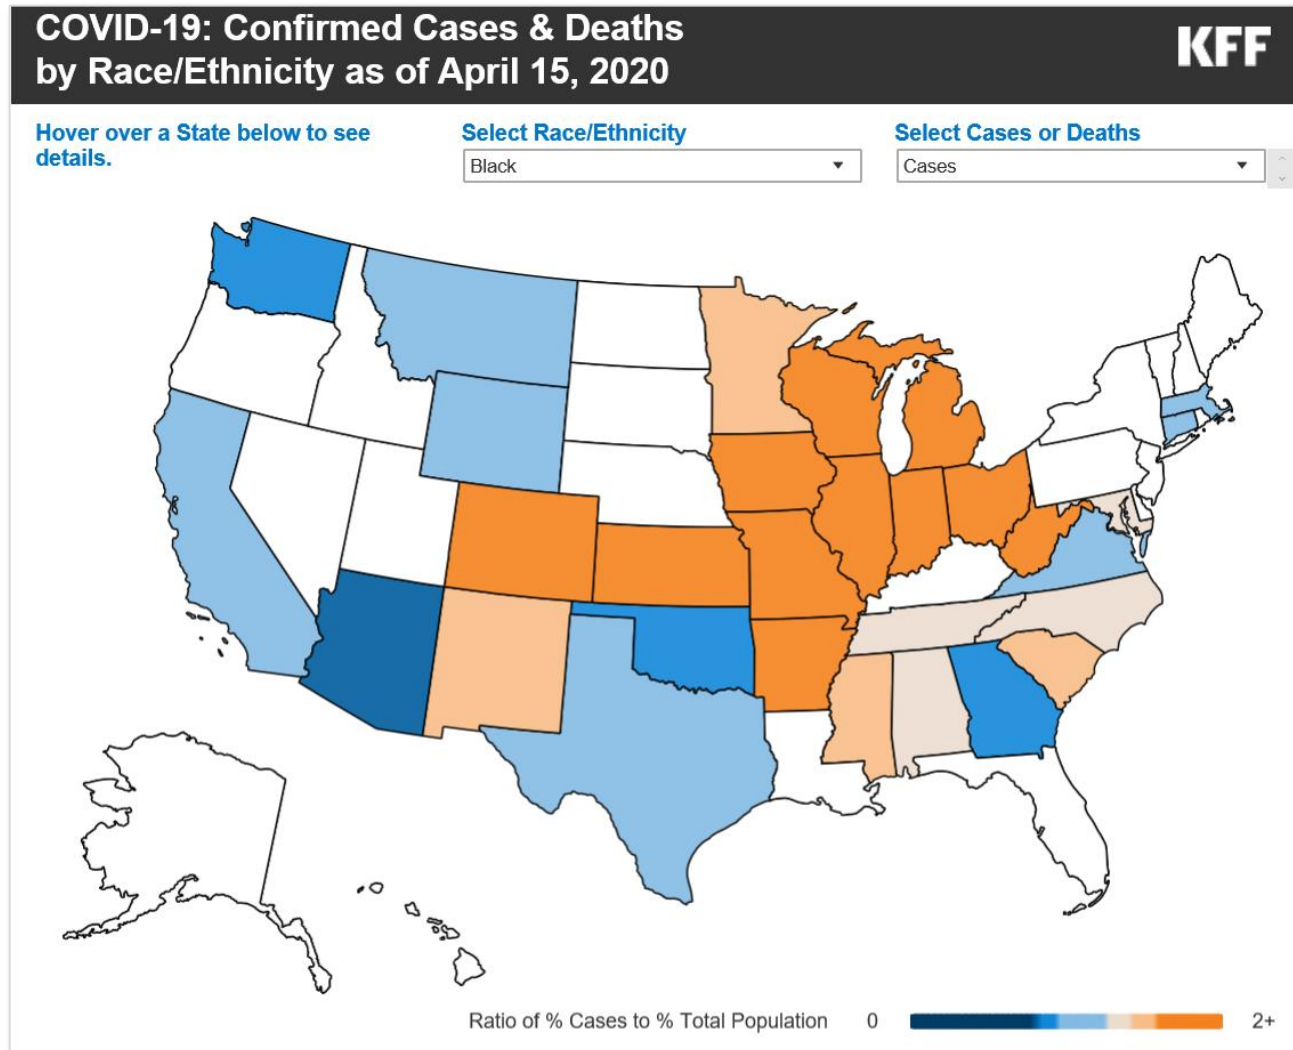 COVID-19: Confirmed Cases & Deaths
by Race/Ethnicity as of April 15, 2020
KFF
Hover over a State below to see
details.
Select Race/Ethnicity
Black
Select Cases or Deaths
Cases
Ratio of % Cases to % Total Population 0 2+